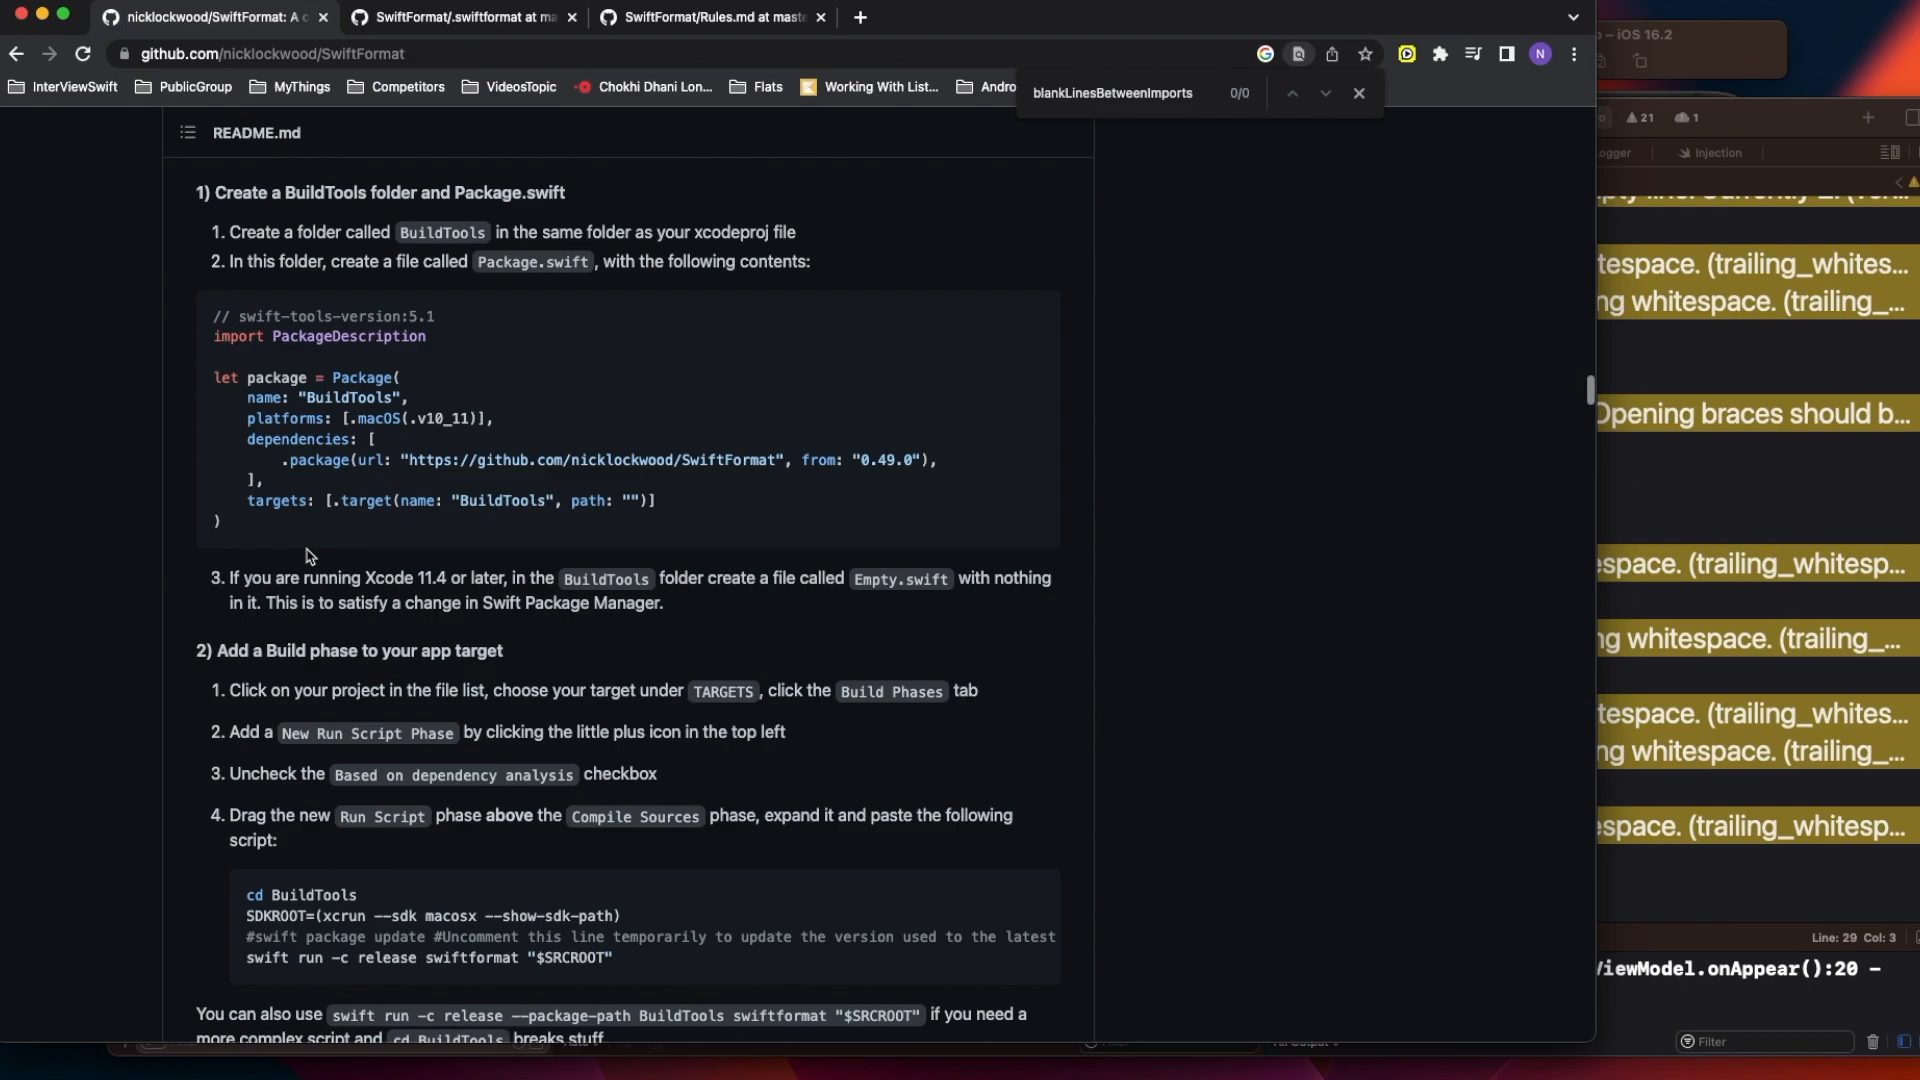 nicklockwood/SwiftFormat: A c
SwiftFormat/.swiftformat at ma
SwiftFormat/Rules.md at maste
– iOS 16.2
github.com/nicklockwood/SwiftFormat
N
InterViewSwift
PublicGroup
MyThings
Competitors
VideosTopic
Chokhi Dhani Lon...
Flats
Working With List...
Andro
blankLinesBetweenImports
0/0
21
1
README.md
ogger
Injection
1) Create a BuildTools folder and Package.swift
1. Create a folder called BuildTools in the same folder as your xcodeproj file
2. In this folder, create a file called Package.swift, with the following contents:
// swift-tools-version:5.1
import PackageDescription
let package = Package(
name: "BuildTools",
platforms: [.macOS(.v10_11)],
dependencies: [
.package(url: "https://github.com/nicklockwood/SwiftFormat", from: "0.49.0"),
],
targets: [.target(name: "BuildTools", path: "")]
)
3. If you are running Xcode 11.4 or later, in the BuildTools folder create a file called Empty.swift with nothing
in it. This is to satisfy a change in Swift Package Manager.
2) Add a Build phase to your app target
1. Click on your project in the file list, choose your target under TARGETS, click the Build Phases tab
2. Add a New Run Script Phase by clicking the little plus icon in the top left
3. Uncheck the Based on dependency analysis checkbox
4. Drag the new Run Script phase above the Compile Sources phase, expand it and paste the following
script:
cd BuildTools
SDKROOT=(xcrun --sdk macosx --show-sdk-path)
#swift package update #Uncomment this line temporarily to update the version used to the latest
swift run -c release swiftformat "$SRCROOT"
You can also use swift run -c release --package-path BuildTools swiftformat "$SRCROOT" if you need a
more complex script and cd BuildTools breaks stuff
tespace. (trailing_whites...
ng whitespace. (trailing_...
Opening braces should b...
space. (trailing_whitesp...
ng whitespace. (trailing_...
tespace. (trailing_whites...
ng whitespace. (trailing_...
space. (trailing_whitesp...
Line: 29 Col: 3
ViewModel.onAppear():20 -
Filter